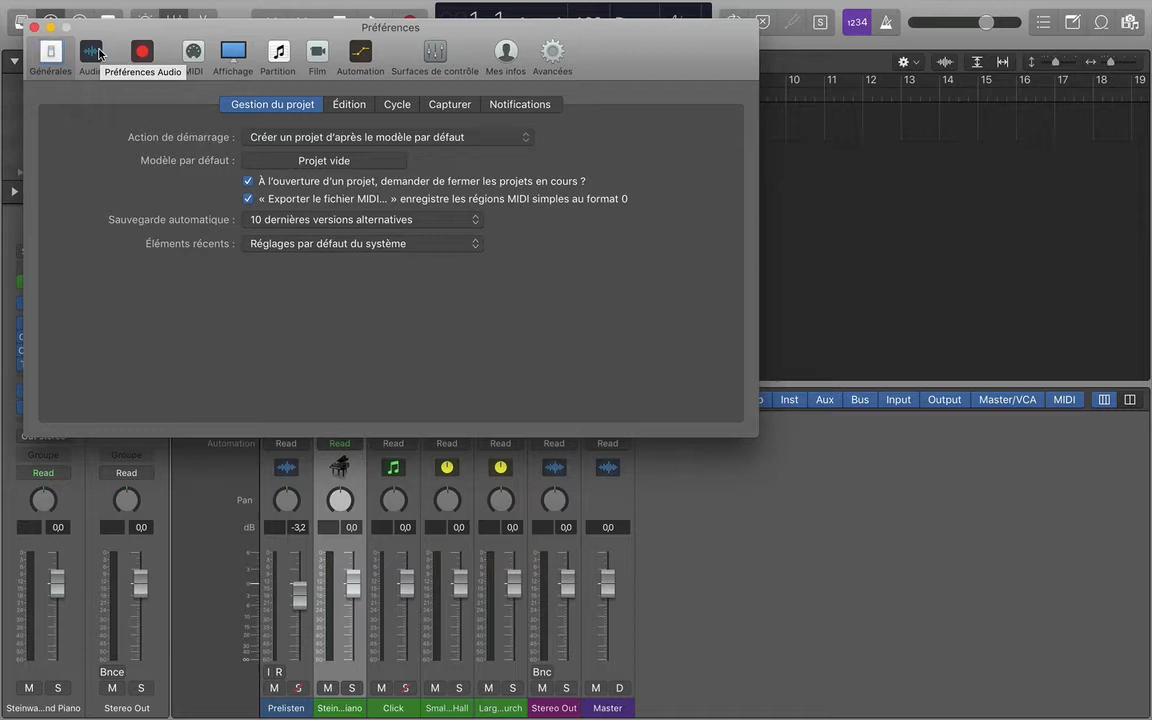 Préférences
1234
S
Générales
Audio
MIDI
Affichage
Partition
Film
Automation
Surfaces de contrôle
Mes infos
Avancées
Préférences Audio
10 11 12 13 14 15 16 17 18 19
Gestion du projet
Édition
Cycle
Capturer
Notifications
Action de démarrage :
Créer un projet d'après le modèle par défaut
Modèle par défaut :
Projet vide
À l'ouverture d'un projet, demander de fermer les projets en cours ?
« Exporter le fichier MIDI... » enregistre les régions MIDI simples au format 0
Sauvegarde automatique :
10 dernières versions alternatives
Éléments récents :
Réglages par défaut du système
Inst
Aux
Bus
Input
Output
Master/VCA
MIDI
Groupe Groupe
Automation
Read Read Read Read Read Read Read
Read Read
Pan
dB
0,0 0,0 -3,2 0,0 0,0 0,0 0,0 0,0 0,0
Bnce
I R
Bnc
M S M S M S M S M S M S M S M S M D
Steinwa...nd Piano
Stereo Out
Prelisten
Stein...iano
Click
Smal...Hall
Larg...urch
Stereo Out
Master